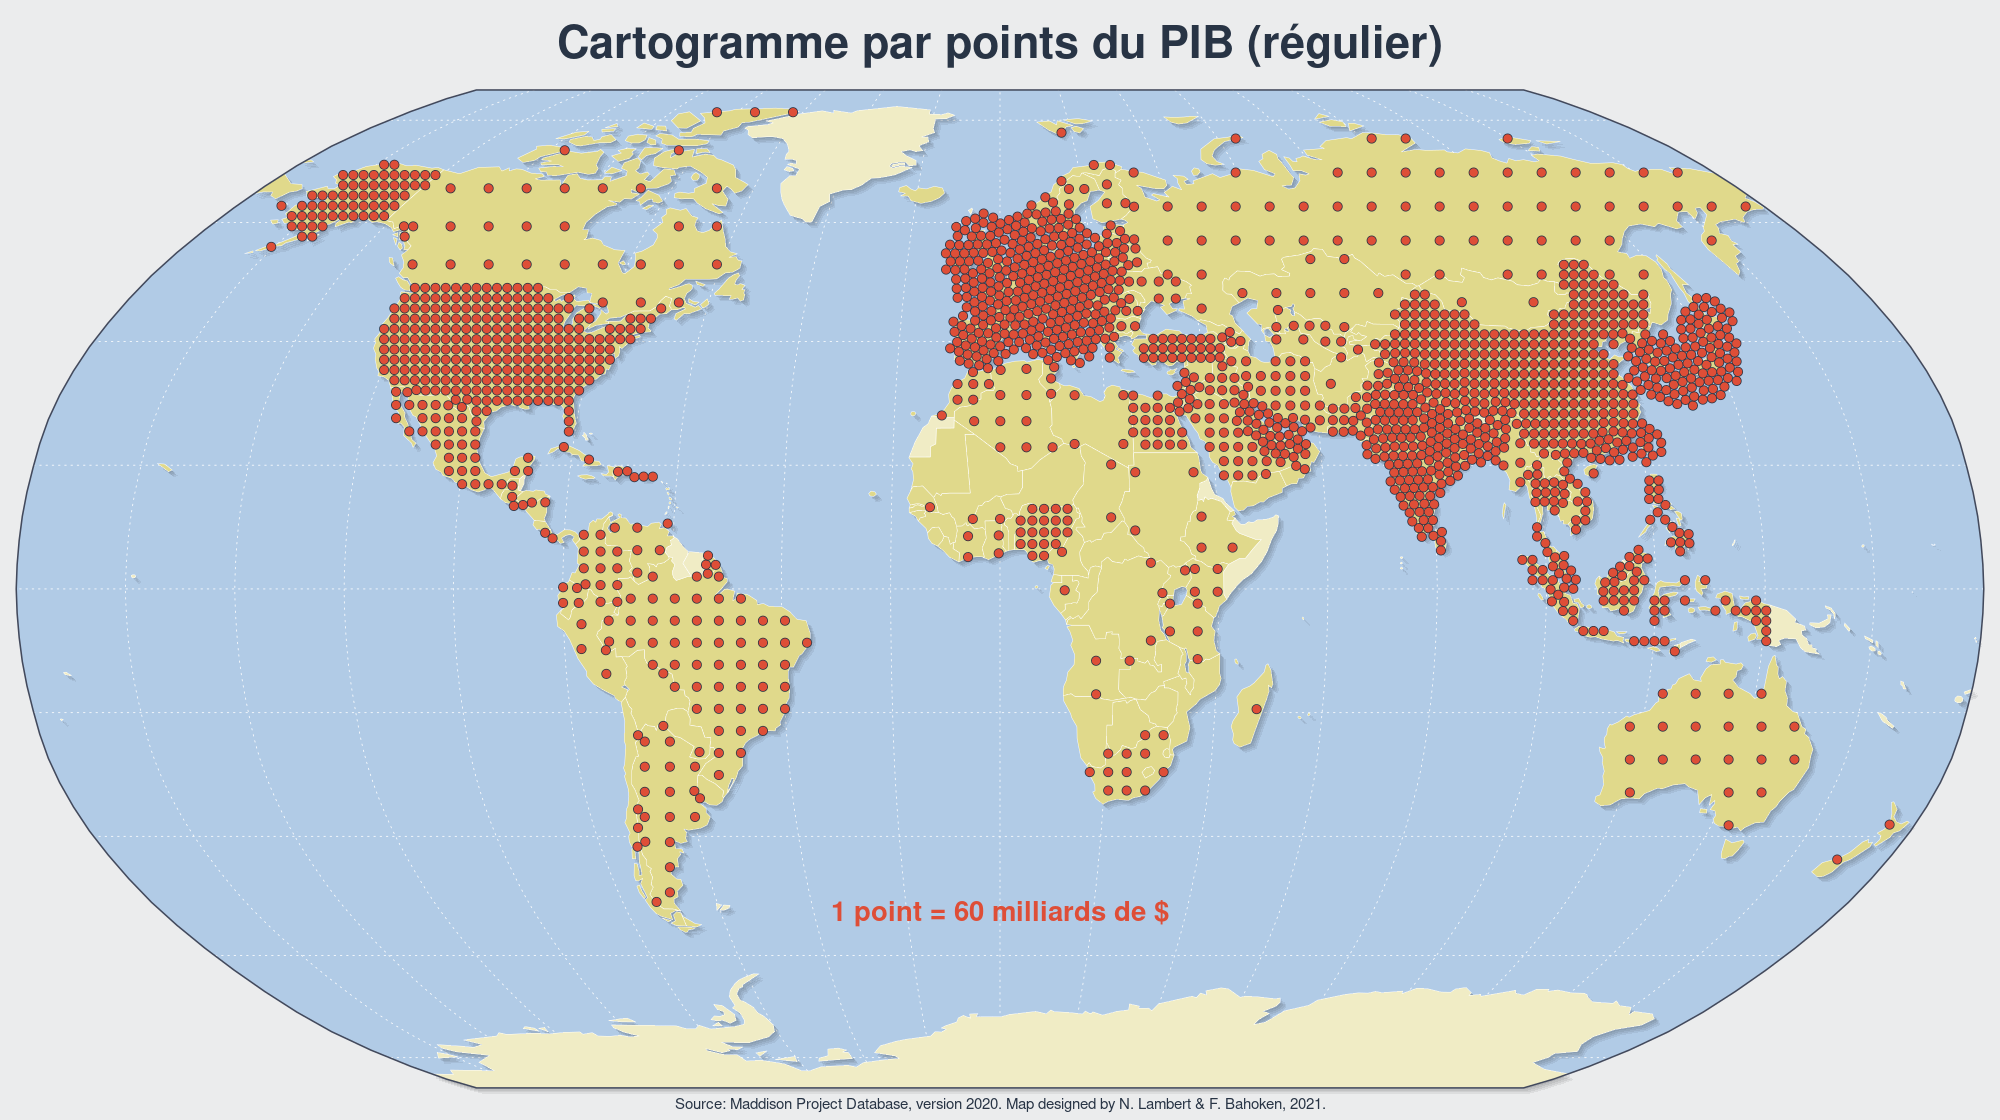 Cartogramme par points du PIB (régulier)
1 point = 60 milliards de $
Source: Maddison Project Database, version 2020. Map designed by N. Lambert & F. Bahoken, 2021.